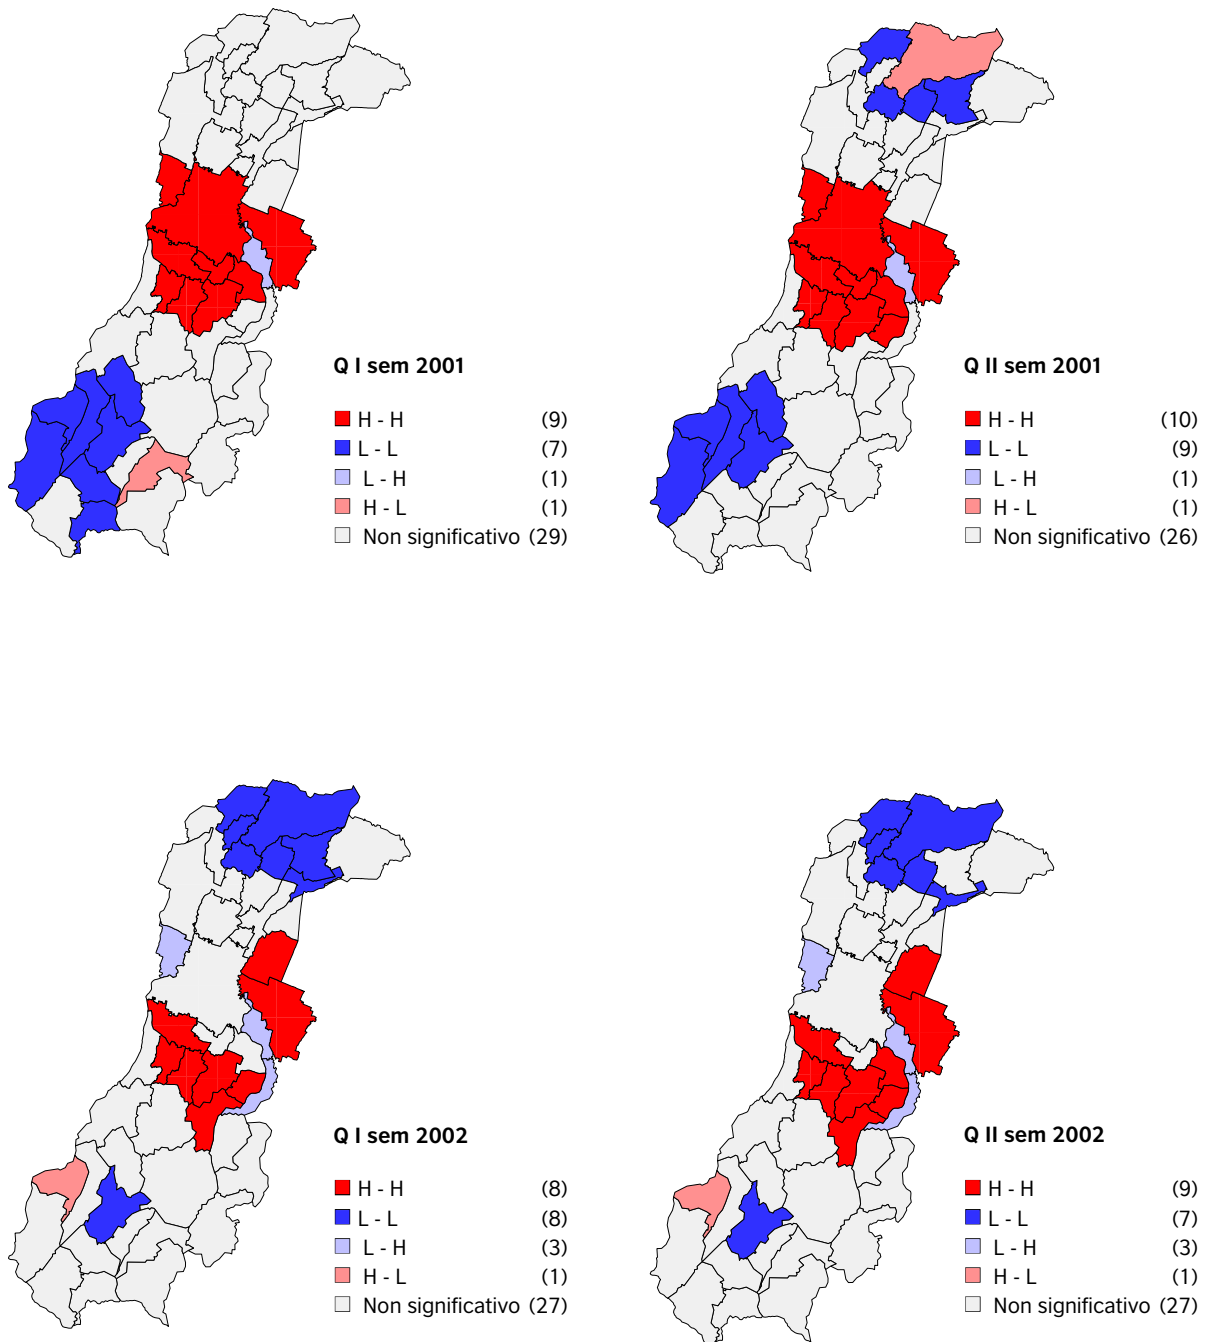 Q I sem 2001
H - H (9)
L - L (7)
L - H (1)
H - L (1)
Non significativo (29)
Q II sem 2001
H - H (10)
L - L (9)
L - H (1)
H - L (1)
Non significativo (26)
Q I sem 2002
H - H (8)
L - L (8)
L - H (3)
H - L (1)
Non significativo (27)
Q II sem 2002
H - H (9)
L - L (7)
L - H (3)
H - L (1)
Non significativo (27)